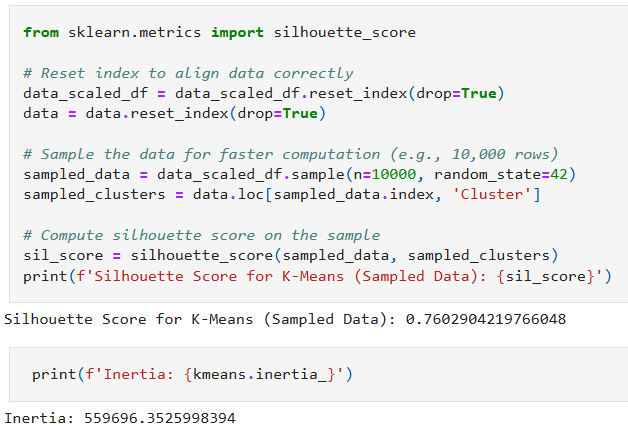 from sklearn.metrics import silhouette_score
# Reset index to align data correctly
data_scaled_df = data_scaled_df.reset_index(drop=True)
data = data.reset_index(drop=True)
# Sample the data for faster computation (e.g., 10,000 rows)
sampled_data = data_scaled_df.sample(n=10000, random_state=42)
sampled_clusters = data.loc[sampled_data.index, 'Cluster']
# Compute silhouette score on the sample
sil_score = silhouette_score(sampled_data, sampled_clusters)
print(f'Silhouette Score for K-Means (Sampled Data): {sil_score}')
Silhouette Score for K-Means (Sampled Data): 0.7602904219766048
print(f'Inertia: {kmeans.inertia_}')
Inertia: 559696.3525998394